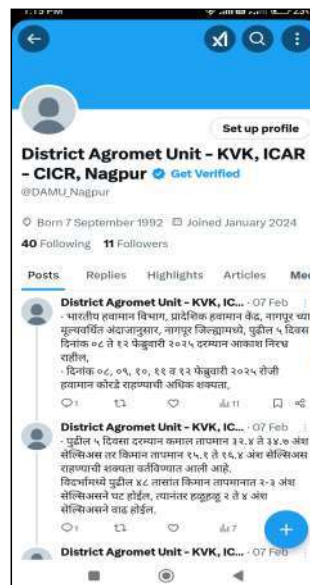 Set up profile
District Agromet Unit - KVK, ICAR
- CICR, Nagpur Get Verified
@DAMU_Nagpur
Born 7 September 1992 Joined January 2024
40 Following 11 Followers
Posts Replies Highlights Articles Med
District Agromet Unit - KVK, IC... · 07 Feb
- भारतीय हवामान विभाग, प्रादेशिक हवामान केंद्र, नागपूर च्या
मूल्यवर्धित अंदाजानुसार, नागपूर जिल्ह्यामध्ये, पुढील ५ दिवस
दिनांक ०८ ते १२ फेब्रुवारी २०२५ दरम्यान आकाश निरभ्र
राहील,
- दिनांक ०८, ०९, १०, ११ व १२ फेब्रुवारी २०२५ रोजी
हवामान कोरडे राहण्याची अधिक शक्यता,
1 11
District Agromet Unit - KVK, IC... · 07 Feb
- पुढील ५ दिवसा दरम्यान कमाल तापमान ३२.४ ते ३४.७ अंश
सेल्सिअस तर किमान तापमान १५.१ ते १६.४ अंश सेल्सिअस
राहण्याची शक्यता वर्तविण्यात आली आहे.
विदर्भामध्ये पुढील ४८ तासांत किमान तापमानात २-३ अंश
सेल्सिअसने घट होईल, त्यानंतर हळूहळू २ ते ४ अंश
सेल्सिअसने वाढ होईल.
1 7
District Agromet Unit - KVK, IC... · 07 Feb